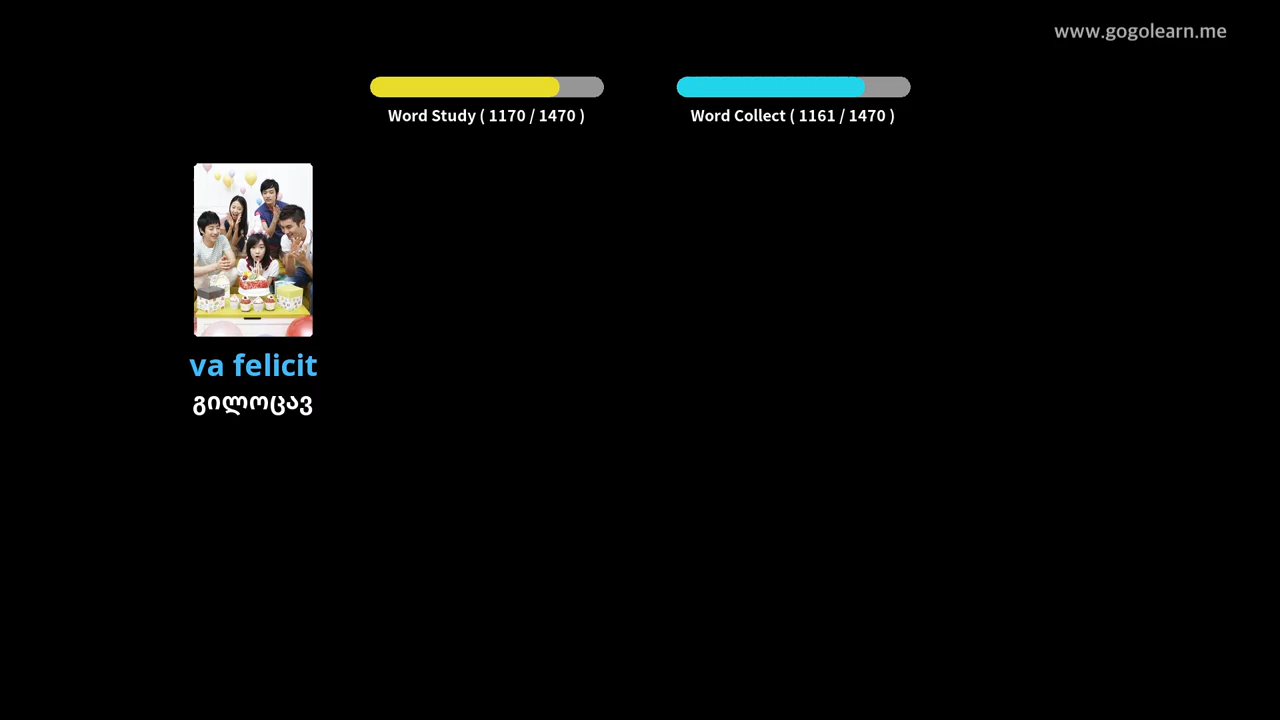 www.gogolearn.me
Word Study ( 1170 / 1470 )
Word Collect ( 1161 / 1470 )
va felicit
გილოცავ